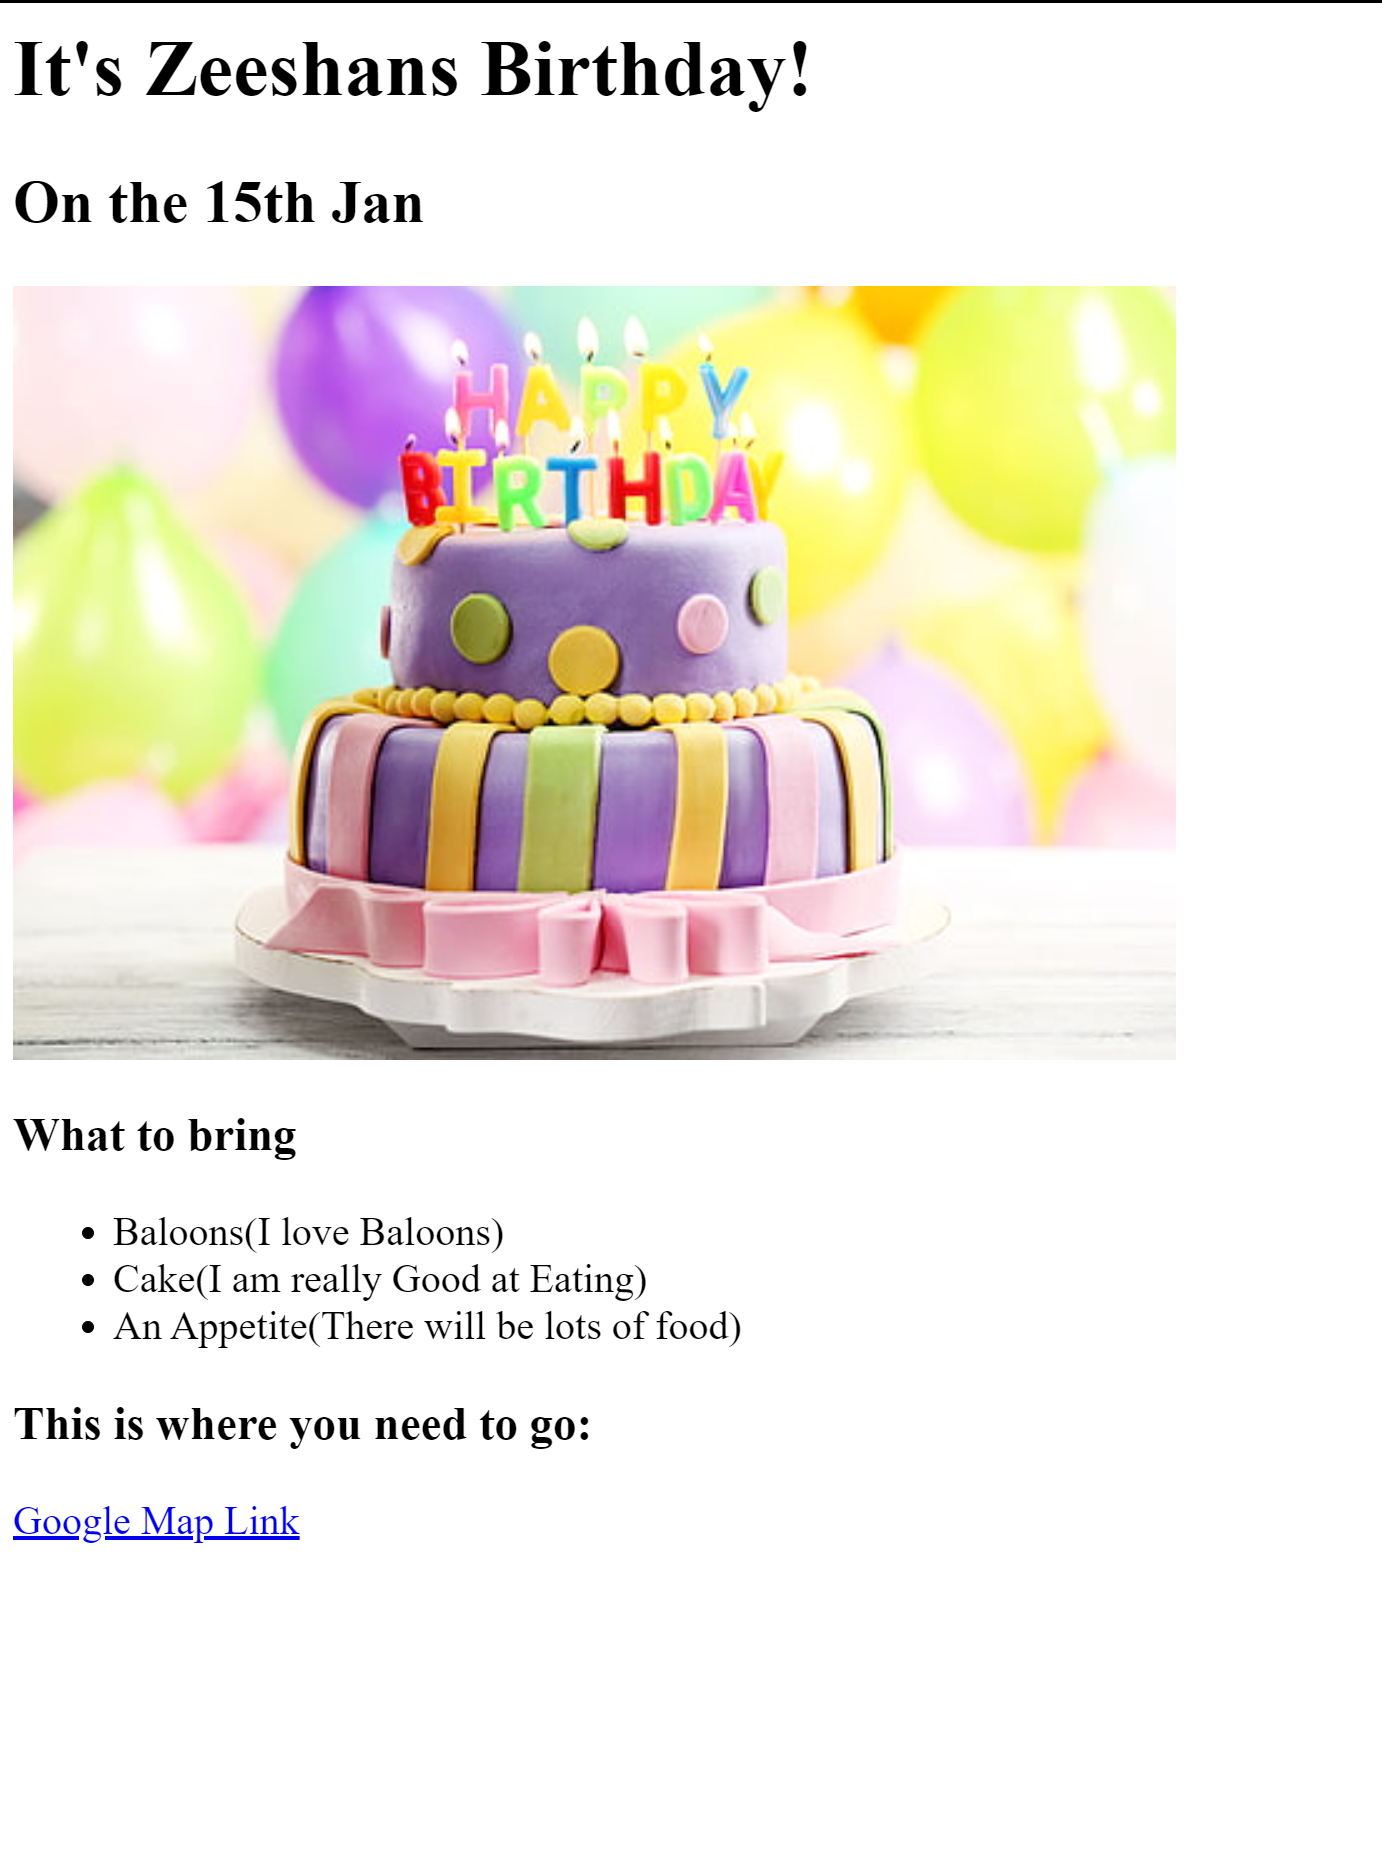 It's Zeeshans Birthday!
On the 15th Jan
HAPPY
BIRTHDAY
What to bring
Baloons(I love Baloons)
Cake(I am really Good at Eating)
An Appetite(There will be lots of food)
This is where you need to go:
Google Map Link